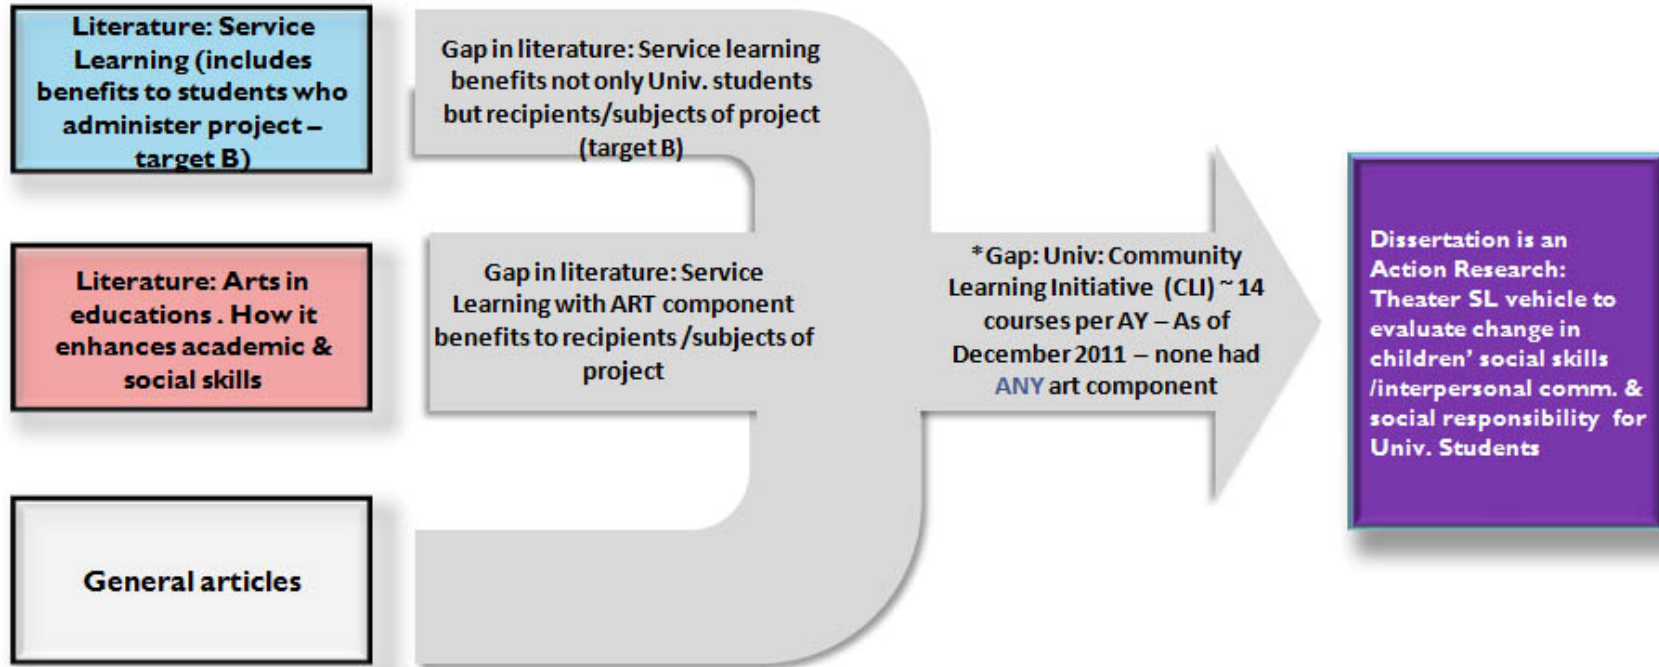 Literature: Service
Learning (includes
benefits to students who
administer project –
target B)
Gap in literature: Service learning
benefits not only Univ. students
but recipients/subjects of project
(target B)
Literature: Arts in
educations . How it
enhances academic &
social skills
Gap in literature: Service
Learning with ART component
benefits to recipients /subjects of
project
*Gap: Univ: Community
Learning Initiative (CLI) ~ 14
courses per AY – As of
December 2011 – none had
ANY art component
Dissertation is an
Action Research:
Theater SL vehicle to
evaluate change in
children’ social skills
/interpersonal comm. &
social responsibility for
Univ. Students
General articles